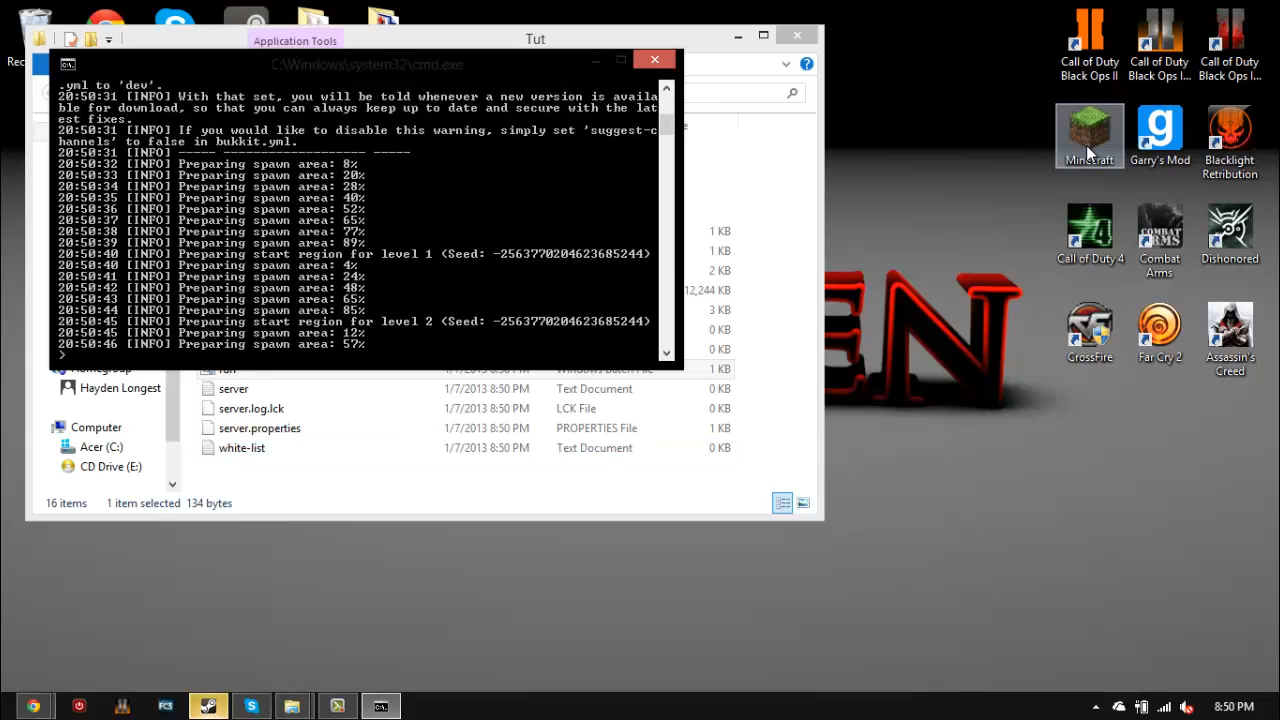 Rec
Application Tools
Tut
C:\Windows\system32\cmd.exe
.yml to 'dev'.
20:50:31 [INFO] With that set, you will be told whenever a new version is availa
ble for download, so that you can always keep up to date and secure with the lat
est fixes.
20:50:31 [INFO] If you would like to disable this warning, simply set 'suggest-c
hannels' to false in bukkit.yml.
20:50:31 [INFO] ----- ------------------- -----
20:50:32 [INFO] Preparing spawn area: 8%
20:50:33 [INFO] Preparing spawn area: 20%
20:50:34 [INFO] Preparing spawn area: 28%
20:50:35 [INFO] Preparing spawn area: 40%
20:50:36 [INFO] Preparing spawn area: 52%
20:50:37 [INFO] Preparing spawn area: 65%
20:50:38 [INFO] Preparing spawn area: 77%
20:50:39 [INFO] Preparing spawn area: 89%
20:50:40 [INFO] Preparing start region for level 1 (Seed: -2563770204623685244)
20:50:40 [INFO] Preparing spawn area: 4%
20:50:41 [INFO] Preparing spawn area: 24%
20:50:42 [INFO] Preparing spawn area: 48%
20:50:43 [INFO] Preparing spawn area: 65%
20:50:44 [INFO] Preparing spawn area: 85%
20:50:45 [INFO] Preparing start region for level 2 (Seed: -2563770204623685244)
20:50:45 [INFO] Preparing spawn area: 12%
20:50:46 [INFO] Preparing spawn area: 57%
>
1 KB
1 KB
2 KB
12,244 KB
3 KB
0 KB
0 KB
run 1/7/2013 8:50 PM Windows Batch File 1 KB
server 1/7/2013 8:50 PM Text Document 0 KB
server.log.lck 1/7/2013 8:50 PM LCK File 0 KB
server.properties 1/7/2013 8:50 PM PROPERTIES File 1 KB
white-list 1/7/2013 8:50 PM Text Document 0 KB
Homegroup
Hayden Longest
Computer
Acer (C:)
CD Drive (E:)
16 items 1 item selected 134 bytes
Call of Duty
Black Ops II
Call of Duty
Black Ops I...
Call of Duty
Black Ops I...
Minecraft
Garry's Mod
Blacklight
Retribution
Call of Duty 4
Combat
Arms
Dishonored
CrossFire
Far Cry 2
Assassin's
Creed
COMBAT
ARMS
EN
FC3
8:50 PM